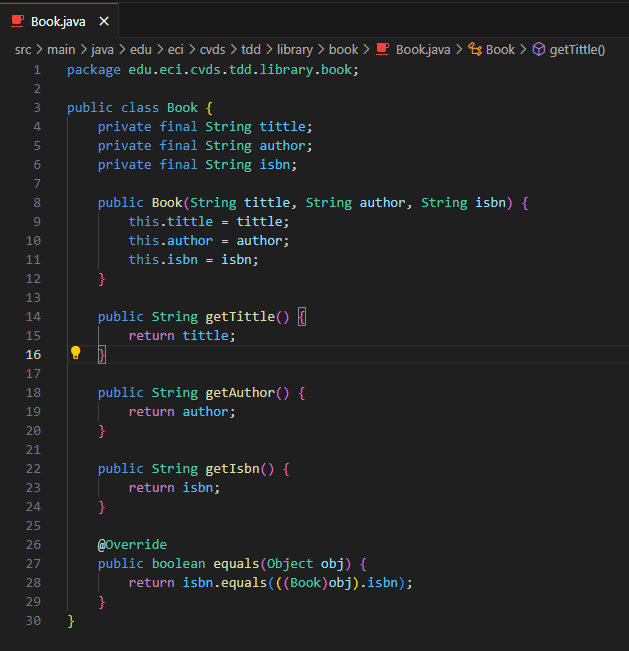 Book.java ×
src > main > java > edu > eci > cvds > tdd > library > book > Book.java > Book > getTittle()
1 package edu.eci.cvds.tdd.library.book;
2
3 public class Book {
4     private final String tittle;
5     private final String author;
6     private final String isbn;
7
8     public Book(String tittle, String author, String isbn) {
9         this.tittle = tittle;
10         this.author = author;
11         this.isbn = isbn;
12     }
13
14     public String getTittle() {
15         return tittle;
16     }
17
18     public String getAuthor() {
19         return author;
20     }
21
22     public String getIsbn() {
23         return isbn;
24     }
25
26     @Override
27     public boolean equals(Object obj) {
28         return isbn.equals(((Book)obj).isbn);
29     }
30 }